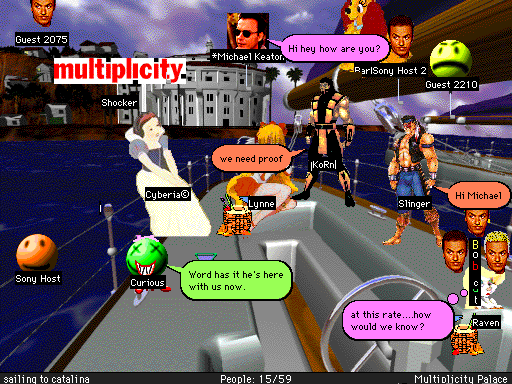 Guest 2075
Hi hey how are you?
*Michael Keaton
multiplicity.
Sony Host 2
Guest 2210
Shocker
we need proof
|KoRn|
Cyberia©
Lynne
Slinger
Hi Michael
Sony Host
Curious
Word has it he's here
with us now.
Bobcat
at this rate....how
would we know?
Raven
sailing to catalina
People: 15/59
Multiplicity Palace